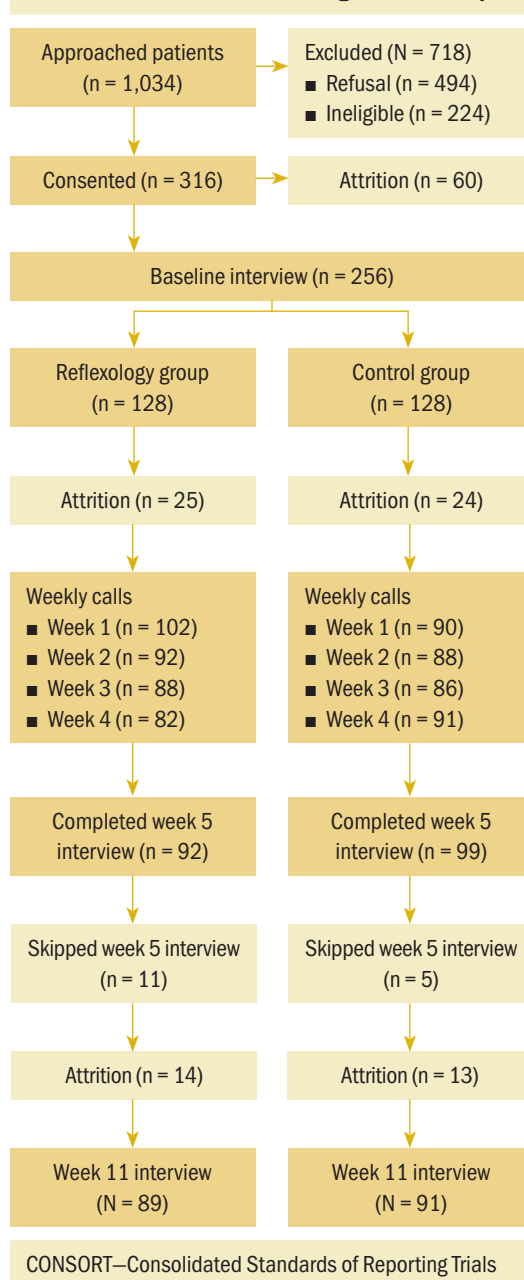 Approached patients
(n = 1,034)
Excluded (N = 718)
■ Refusal (n = 494)
■ Ineligible (n = 224)
Consented (n = 316)
Attrition (n = 60)
Baseline interview (n = 256)
Reflexology group
(n = 128)
Control group
(n = 128)
Attrition (n = 25)
Attrition (n = 24)
Weekly calls
■ Week 1 (n = 102)
■ Week 2 (n = 92)
■ Week 3 (n = 88)
■ Week 4 (n = 82)
Weekly calls
■ Week 1 (n = 90)
■ Week 2 (n = 88)
■ Week 3 (n = 86)
■ Week 4 (n = 91)
Completed week 5
interview (n = 92)
Completed week 5
interview (n = 99)
Skipped week 5 interview
(n = 11)
Skipped week 5 interview
(n = 5)
Attrition (n = 14)
Attrition (n = 13)
Week 11 interview
(N = 89)
Week 11 interview
(N = 91)
CONSORT—Consolidated Standards of Reporting Trials